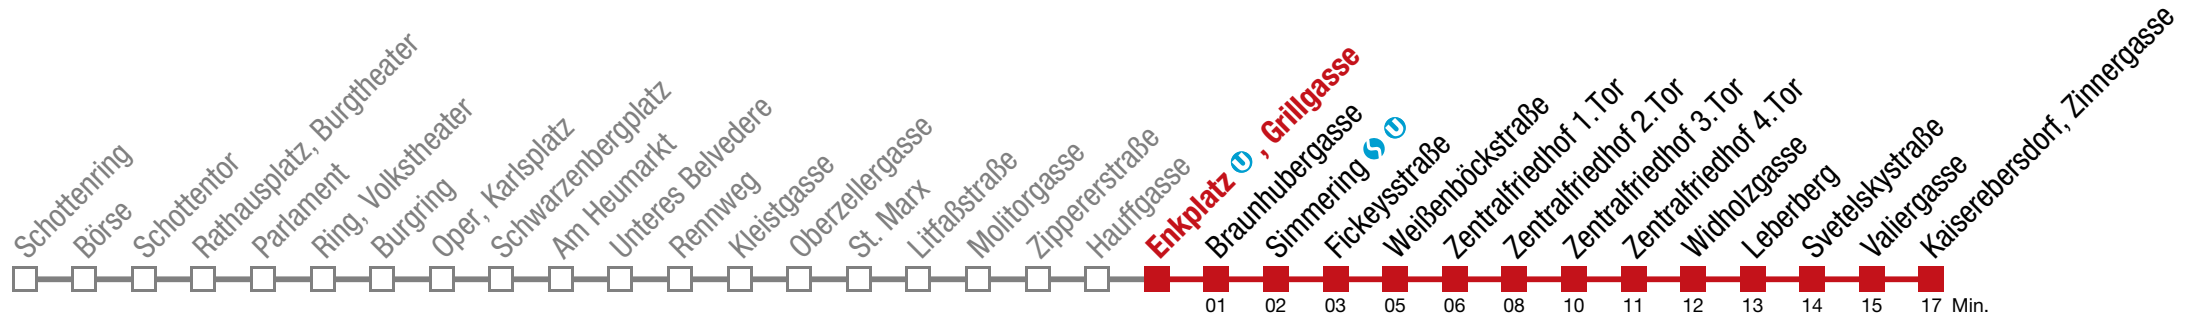 Schottenring
Börse
Schottentor
Rathausplatz, Burgtheater
Parlament
Ring, Volkstheater
Burgring
Oper, Karlsplatz
Schwarzenbergplatz
Am Heumarkt
Unteres Belvedere
Rennweg
Kleistgasse
Oberzellergasse
St. Marx
Litfaßstraße
Molitorgasse
Zippererstraße
Hauffgasse
Enkplatz U , Grillgasse
Braunhubergasse
Simmering S U
Fickeysstraße
Weißenböckstraße
Zentralfriedhof 1.Tor
Zentralfriedhof 2.Tor
Zentralfriedhof 3.Tor
Zentralfriedhof 4.Tor
Widholzgasse
Leberberg
Svetelskystraße
Valiergasse
Kaiserebersdorf, Zinnergasse
01 02 03 05 06 08 10 11 12 13 14 15 17 Min.